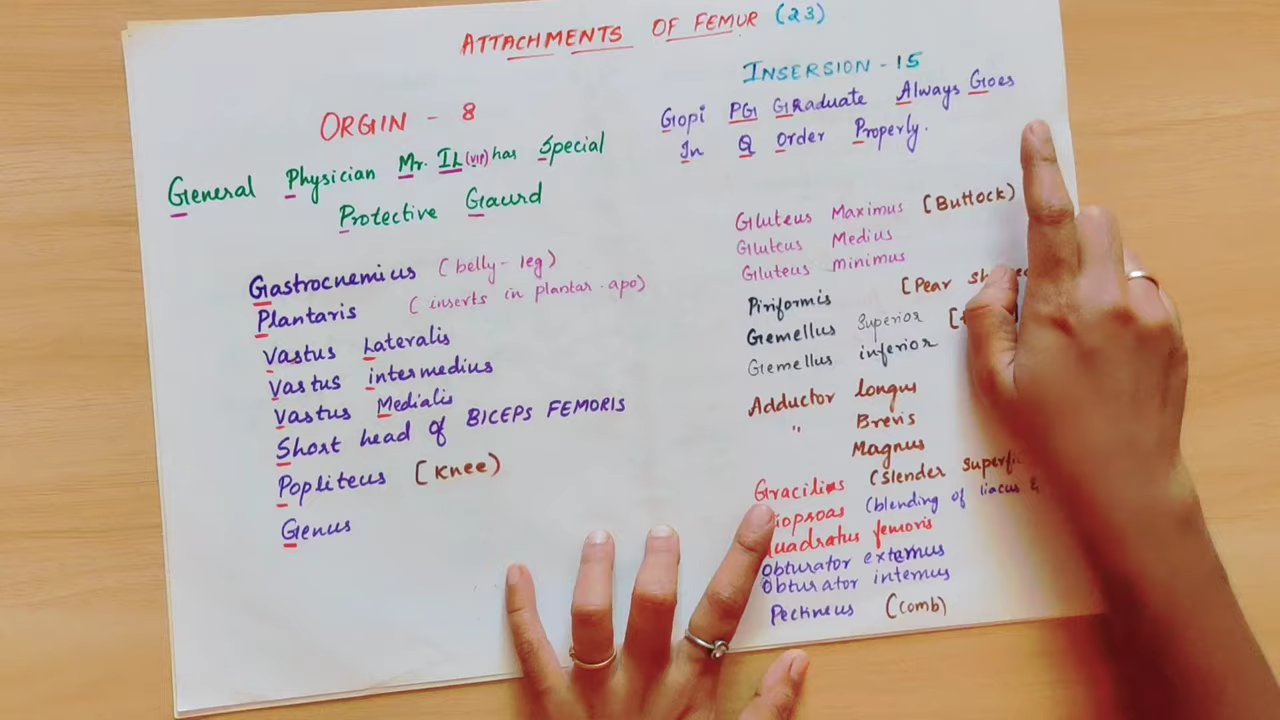 ATTACHMENTS OF FEMUR (23)
ORGIN - 8
General Physician Mr. IL (VIP) has Special
Protective Gaurd
Gastrocnemius (belly-leg)
Plantaris (inserts in plantar. apo)
Vastus Lateralis
Vastus intermedius
Vastus Medialis
Short head of BICEPS FEMORIS
Popliteus (Knee)
Genus
INSERSION - 15
Gopi PG GRaduate Always Goes
In Q Order Properly.
Gluteus Maximus (Buttock)
Gluteus Medius
Gluteus minimus
Piriformis (Pear
Gemellus Superior
Gemellus inferior
Adductor longus
" Brevis
Magnus
(Slender
Gracilis
(blending of
femoris
Obturator externus
Obturator internus
Pectineus (comb)